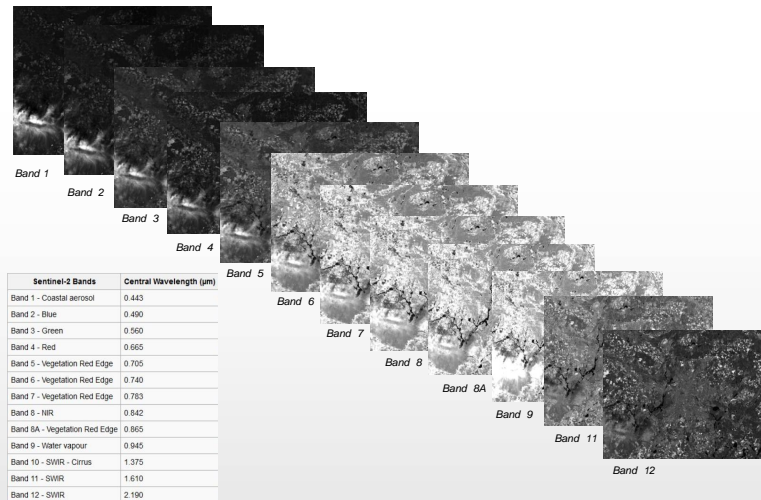 Band 1
Band 2
Band 3
Band 4
Band 5
Band 6
Band 7
Band 8
Band 8A
Band 9
Band 11
Band 12
Sentinel-2 Bands Central Wavelength (µm)
Band 1 - Coastal aerosol 0.443
Band 2 - Blue 0.490
Band 3 - Green 0.560
Band 4 - Red 0.665
Band 5 - Vegetation Red Edge 0.705
Band 6 - Vegetation Red Edge 0.740
Band 7 - Vegetation Red Edge 0.783
Band 8 - NIR 0.842
Band 8A - Vegetation Red Edge 0.865
Band 9 - Water vapour 0.945
Band 10 - SWIR - Cirrus 1.375
Band 11 - SWIR 1.610
Band 12 - SWIR 2.190